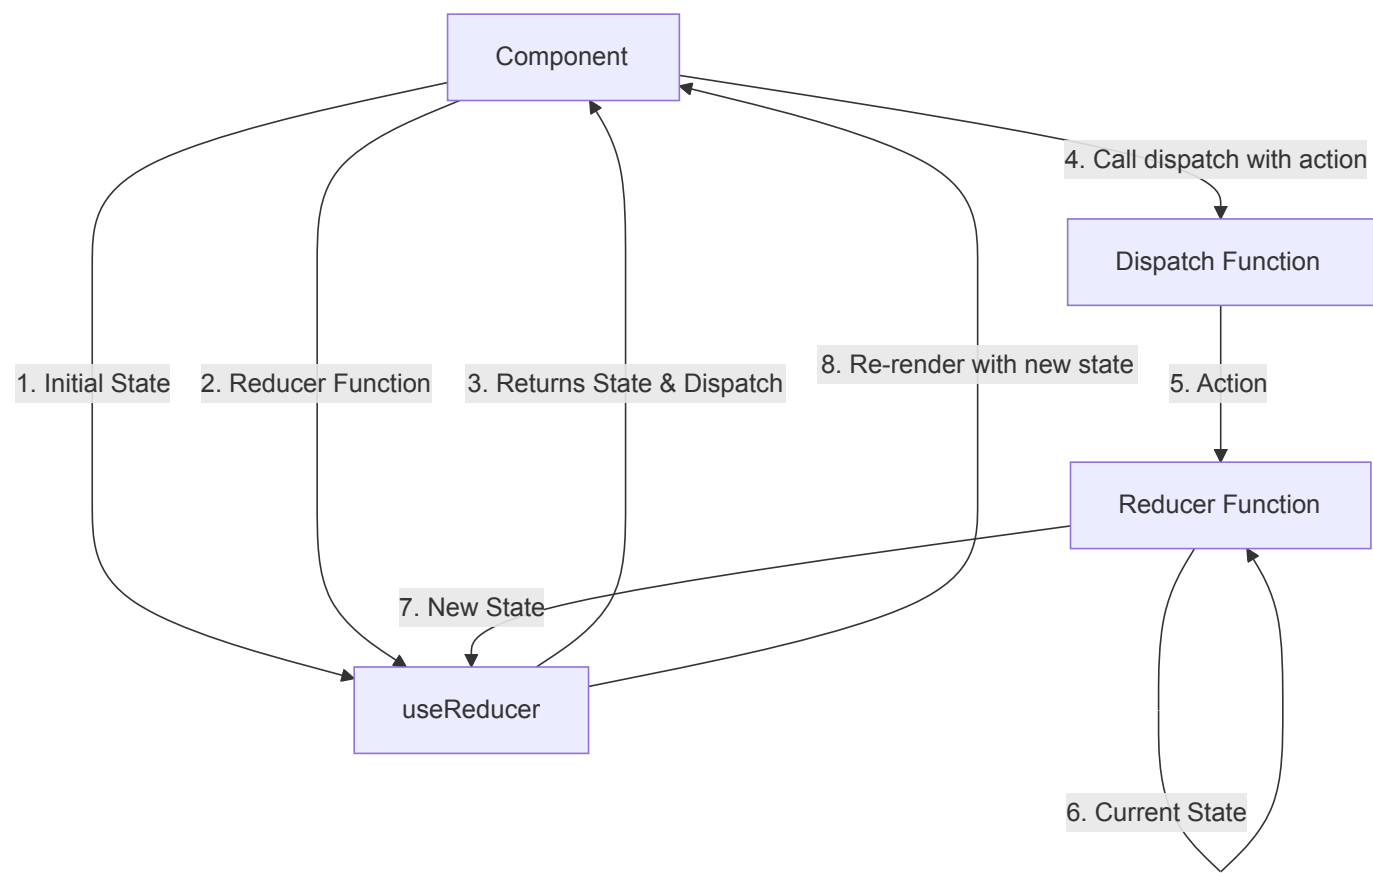 Component
4. Call dispatch with action
Dispatch Function
8. Re-render with new state
1. Initial State
2. Reducer Function
3. Returns State & Dispatch
5. Action
Reducer Function
7. New State
useReducer
6. Current State